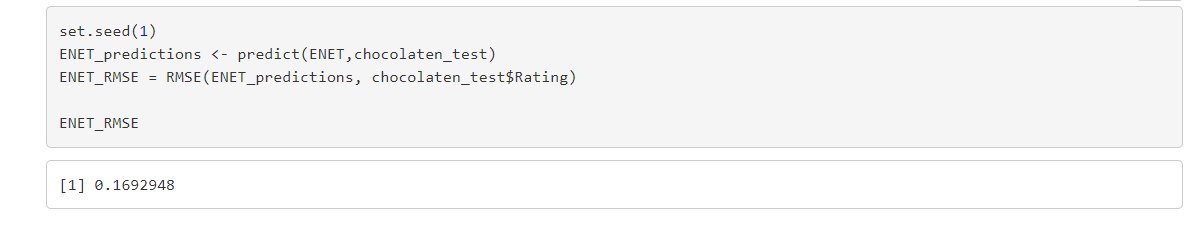 set.seed(1)
ENET_predictions <- predict(ENET,chocolaten_test)
ENET_RMSE = RMSE(ENET_predictions, chocolaten_test$Rating)
ENET_RMSE
[1] 0.1692948